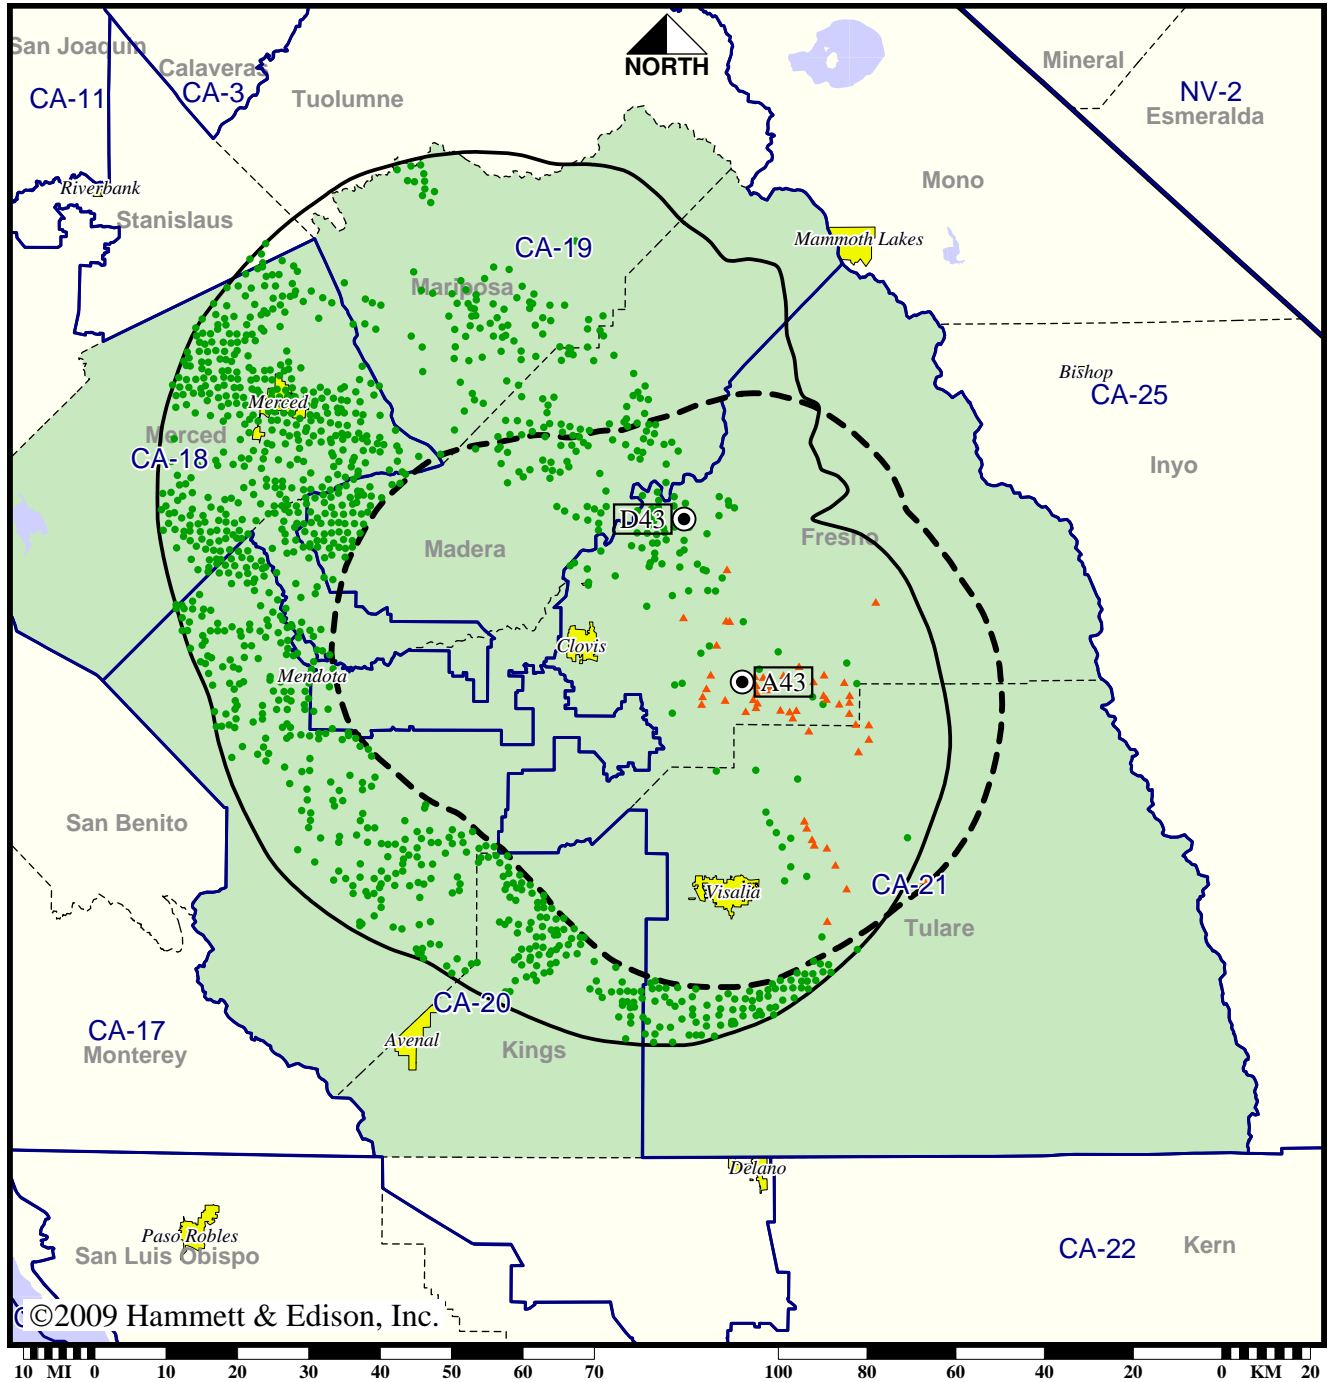 San Joaquin
Calaveras
CA-3
CA-11
Tuolumne
NORTH
Mineral
NV-2
Esmeralda
Riverbank
Stanislaus
Mono
CA-19
Mammoth Lakes
Mariposa
Bishop
CA-25
Merced
Merced
CA-18
Inyo
D43
Madera
Fresno
Clovis
Mendota
A43
San Benito
Visalia
CA-21
Tulare
CA-20
CA-17
Monterey
Avenal
Kings
Delano
Paso Robles
San Luis Obispo
CA-22
Kern
©2009 Hammett & Edison, Inc.
10 MI 0 10 20 30 40 50 60 70 100 80 60 40 20 0 KM 20